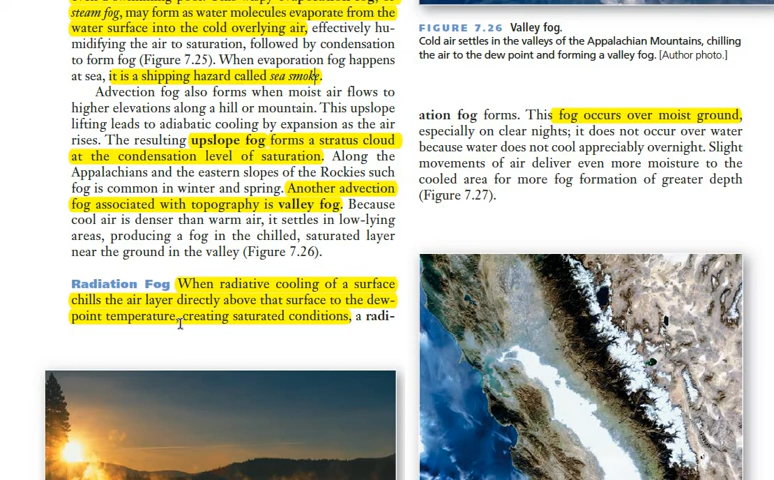 steam fog, may form as water molecules evaporate from the
water surface into the cold overlying air, effectively hu-
midifying the air to saturation, followed by condensation
to form fog (Figure 7.25). When evaporation fog happens
at sea, it is a shipping hazard called sea smoke.
Advection fog also forms when moist air flows to
higher elevations along a hill or mountain. This upslope
lifting leads to adiabatic cooling by expansion as the air
rises. The resulting upslope fog forms a stratus cloud
at the condensation level of saturation. Along the
Appalachians and the eastern slopes of the Rockies such
fog is common in winter and spring. Another advection
fog associated with topography is valley fog. Because
cool air is denser than warm air, it settles in low-lying
areas, producing a fog in the chilled, saturated layer
near the ground in the valley (Figure 7.26).
Radiation Fog When radiative cooling of a surface
chills the air layer directly above that surface to the dew-
point temperature, creating saturated conditions, a radi-
FIGURE 7.26 Valley fog.
Cold air settles in the valleys of the Appalachian Mountains, chilling
the air to the dew point and forming a valley fog. [Author photo.]
ation fog forms. This fog occurs over moist ground,
especially on clear nights; it does not occur over water
because water does not cool appreciably overnight. Slight
movements of air deliver even more moisture to the
cooled area for more fog formation of greater depth
(Figure 7.27).